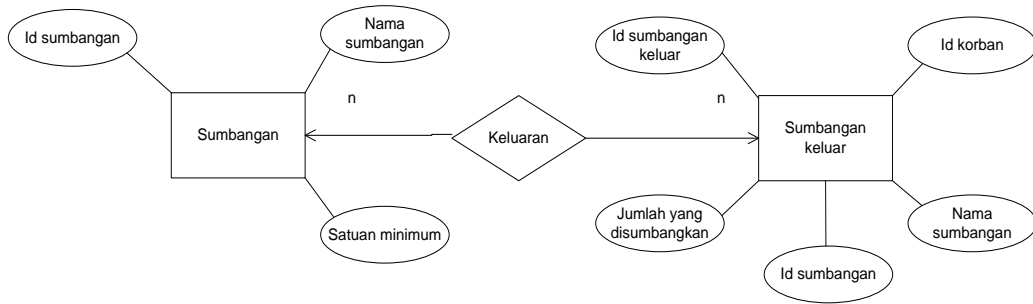 Id sumbangan
Nama
sumbangan
Id sumbangan
keluar
Id korban
n
n
Sumbangan
Keluaran
Sumbangan
keluar
Satuan minimum
Jumlah yang
disumbangkan
Nama
sumbangan
Id sumbangan